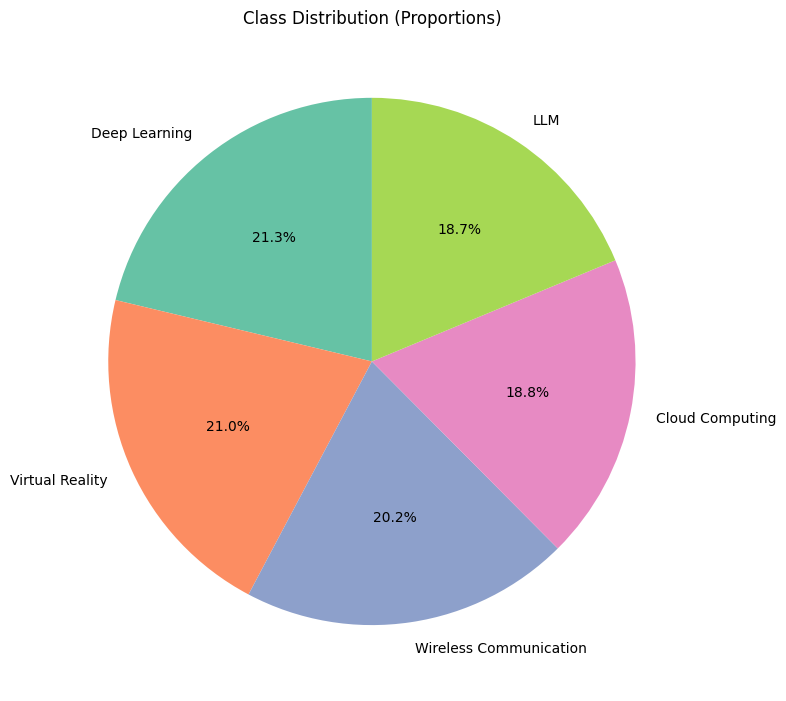 Class Distribution (Proportions)
LLM
Deep Learning
18.7%
21.3%
18.8%
Cloud Computing
21.0%
Virtual Reality
20.2%
Wireless Communication